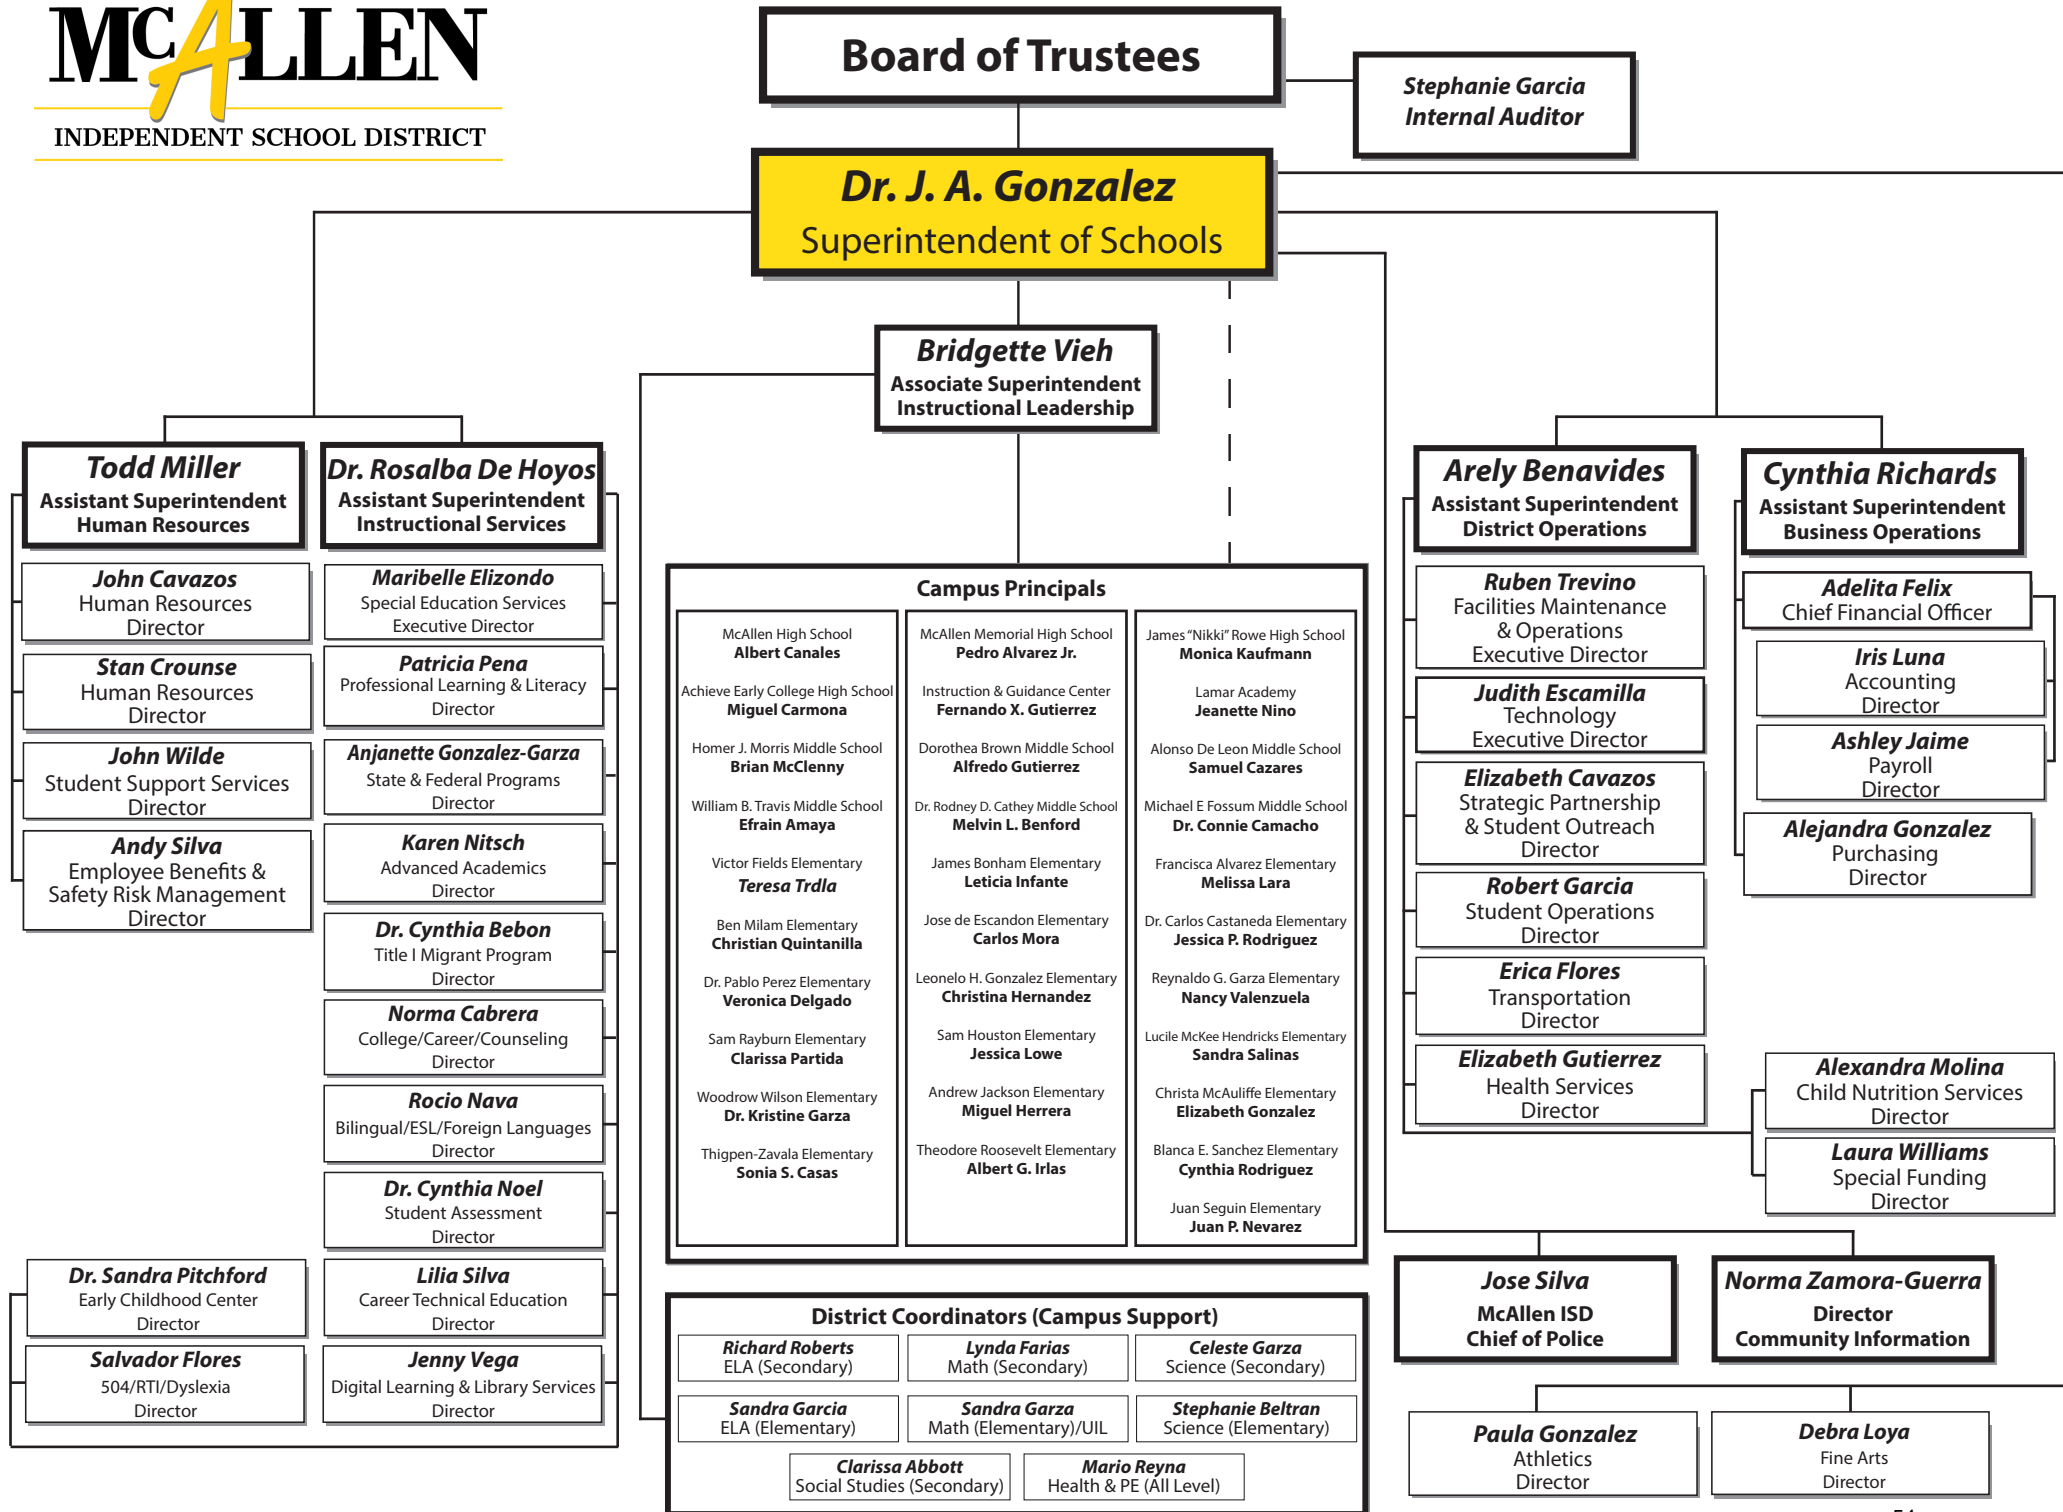 McALLEN
INDEPENDENT SCHOOL DISTRICT
Board of Trustees
Stephanie Garcia
Internal Auditor
Dr. J. A. Gonzalez
Superintendent of Schools
Bridgette Vieh
Associate Superintendent
Instructional Leadership
Todd Miller
Assistant Superintendent
Human Resources
John Cavazos
Human Resources
Director
Stan Crounse
Human Resources
Director
John Wilde
Student Support Services
Director
Andy Silva
Employee Benefits &
Safety Risk Management
Director
Dr. Rosalba De Hoyos
Assistant Superintendent
Instructional Services
Maribelle Elizondo
Special Education Services
Executive Director
Patricia Pena
Professional Learning & Literacy
Director
Anjanette Gonzalez-Garza
State & Federal Programs
Director
Karen Nitsch
Advanced Academics
Director
Dr. Cynthia Bebon
Title I Migrant Program
Director
Norma Cabrera
College/Career/Counseling
Director
Rocio Nava
Bilingual/ESL/Foreign Languages
Director
Dr. Cynthia Noel
Student Assessment
Director
Lilia Silva
Career Technical Education
Director
Jenny Vega
Digital Learning & Library Services
Director
Dr. Sandra Pitchford
Early Childhood Center
Director
Salvador Flores
504/RTI/Dyslexia
Director
Campus Principals
McAllen High School
Albert Canales
Achieve Early College High School
Miguel Carmona
Homer J. Morris Middle School
Brian McClenny
William B. Travis Middle School
Efrain Amaya
Victor Fields Elementary
Teresa Trdla
Ben Milam Elementary
Christian Quintanilla
Dr. Pablo Perez Elementary
Veronica Delgado
Sam Rayburn Elementary
Clarissa Partida
Woodrow Wilson Elementary
Dr. Kristine Garza
Thigpen-Zavala Elementary
Sonia S. Casas
McAllen Memorial High School
Pedro Alvarez Jr.
Instruction & Guidance Center
Fernando X. Gutierrez
Dorothea Brown Middle School
Alfredo Gutierrez
Dr. Rodney D. Cathey Middle School
Melvin L. Benford
James Bonham Elementary
Leticia Infante
Jose de Escandon Elementary
Carlos Mora
Leonelo H. Gonzalez Elementary
Christina Hernandez
Sam Houston Elementary
Jessica Lowe
Andrew Jackson Elementary
Miguel Herrera
Theodore Roosevelt Elementary
Albert G. Irlas
James “Nikki” Rowe High School
Monica Kaufmann
Lamar Academy
Jeanette Nino
Alonso De Leon Middle School
Samuel Cazares
Michael E Fossum Middle School
Dr. Connie Camacho
Francisca Alvarez Elementary
Melissa Lara
Dr. Carlos Castaneda Elementary
Jessica P. Rodriguez
Reynaldo G. Garza Elementary
Nancy Valenzuela
Lucile McKee Hendricks Elementary
Sandra Salinas
Christa McAuliffe Elementary
Elizabeth Gonzalez
Blanca E. Sanchez Elementary
Cynthia Rodriguez
Juan Seguin Elementary
Juan P. Nevarez
District Coordinators (Campus Support)
Richard Roberts
ELA (Secondary)
Lynda Farias
Math (Secondary)
Celeste Garza
Science (Secondary)
Sandra Garcia
ELA (Elementary)
Sandra Garza
Math (Elementary)/UIL
Stephanie Beltran
Science (Elementary)
Clarissa Abbott
Social Studies (Secondary)
Mario Reyna
Health & PE (All Level)
Arely Benavides
Assistant Superintendent
District Operations
Ruben Trevino
Facilities Maintenance
& Operations
Executive Director
Judith Escamilla
Technology
Executive Director
Elizabeth Cavazos
Strategic Partnership
& Student Outreach
Director
Robert Garcia
Student Operations
Director
Erica Flores
Transportation
Director
Elizabeth Gutierrez
Health Services
Director
Cynthia Richards
Assistant Superintendent
Business Operations
Adelita Felix
Chief Financial Officer
Iris Luna
Accounting
Director
Ashley Jaime
Payroll
Director
Alejandra Gonzalez
Purchasing
Director
Alexandra Molina
Child Nutrition Services
Director
Laura Williams
Special Funding
Director
Jose Silva
McAllen ISD
Chief of Police
Norma Zamora-Guerra
Director
Community Information
Paula Gonzalez
Athletics
Director
Debra Loya
Fine Arts
Director